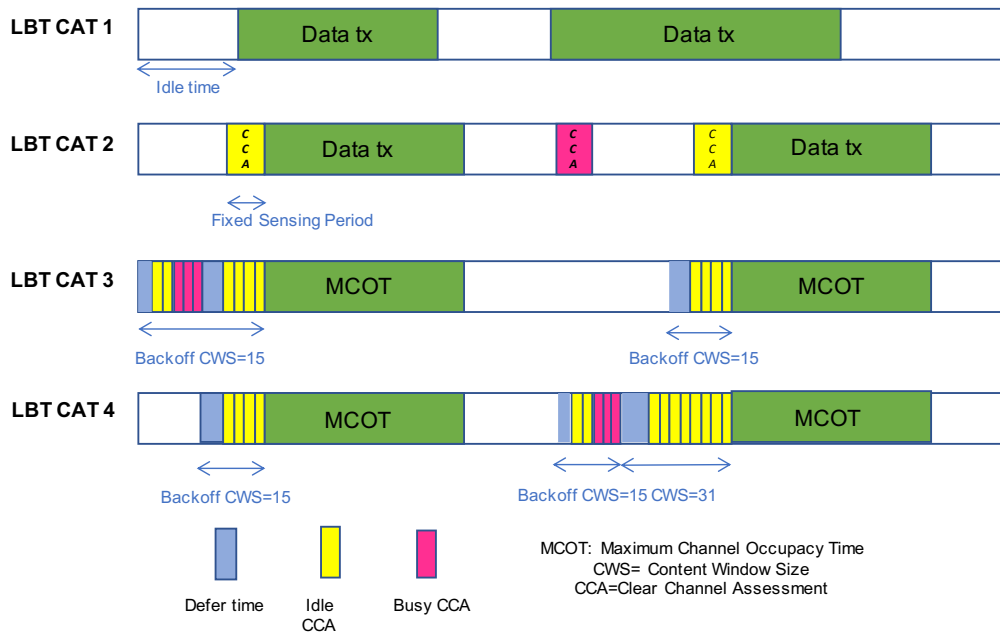 LBT CAT 1
Data tx
Data tx
Idle time
LBT CAT 2
C
C
A
Data tx
C
C
A
C
C
A
Data tx
Fixed Sensing Period
LBT CAT 3
MCOT
MCOT
Backoff CWS=15
Backoff CWS=15
LBT CAT 4
MCOT
MCOT
Backoff CWS=15
Backoff CWS=15 CWS=31
Defer time
Idle
CCA
Busy CCA
MCOT: Maximum Channel Occupacy Time
CWS= Content Window Size
CCA=Clear Channel Assessment